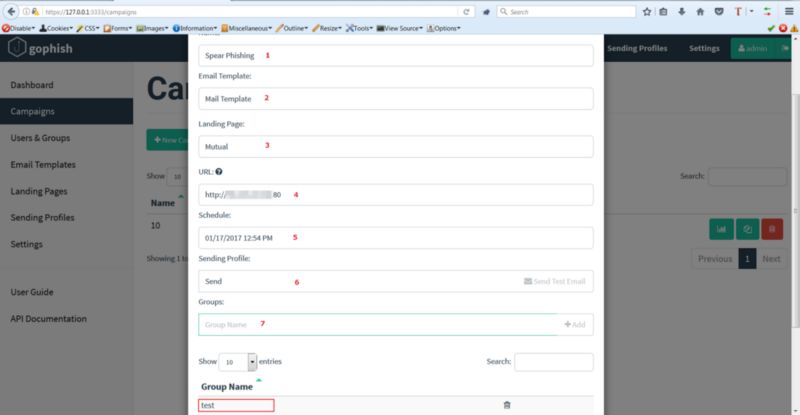 https://127.0.0.1:3333/campaigns
Search
Disable Cookies CSS Forms Images Information Miscellaneous Outline Resize Tools View Source Options
gophish
Sending Profiles Settings admin
Dashboard
Campaigns
Users & Groups
Email Templates
Landing Pages
Sending Profiles
Settings
User Guide
API Documentation
Show 10
Name
10
Showing 1 to
Spear Phishing 1
Email Template:
Mail Template 2
Landing Page:
Mutual 3
URL:
http:// 80 4
Schedule:
01/17/2017 12:54 PM 5
Sending Profile:
Send 6 Send Test Email
Groups:
Group Name 7 + Add
Show 10 entries Search:
Group Name
test
Search:
Previous 1 Next